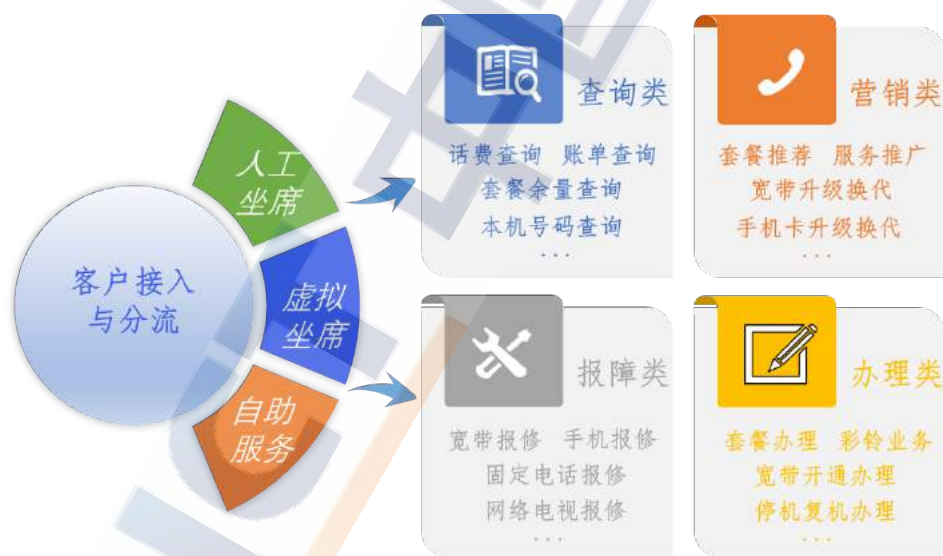 人工
坐席
客户接入
与分流
虚拟
坐席
自助
服务
查询类
话费查询 账单查询
套餐余量查询
本机号码查询
...
营销类
套餐推荐 服务推广
宽带升级换代
手机卡升级换代
...
报障类
宽带报修 手机报修
固定电话报修
网络电视报修
...
办理类
套餐办理 彩铃业务
宽带开通办理
停机复机办理
...